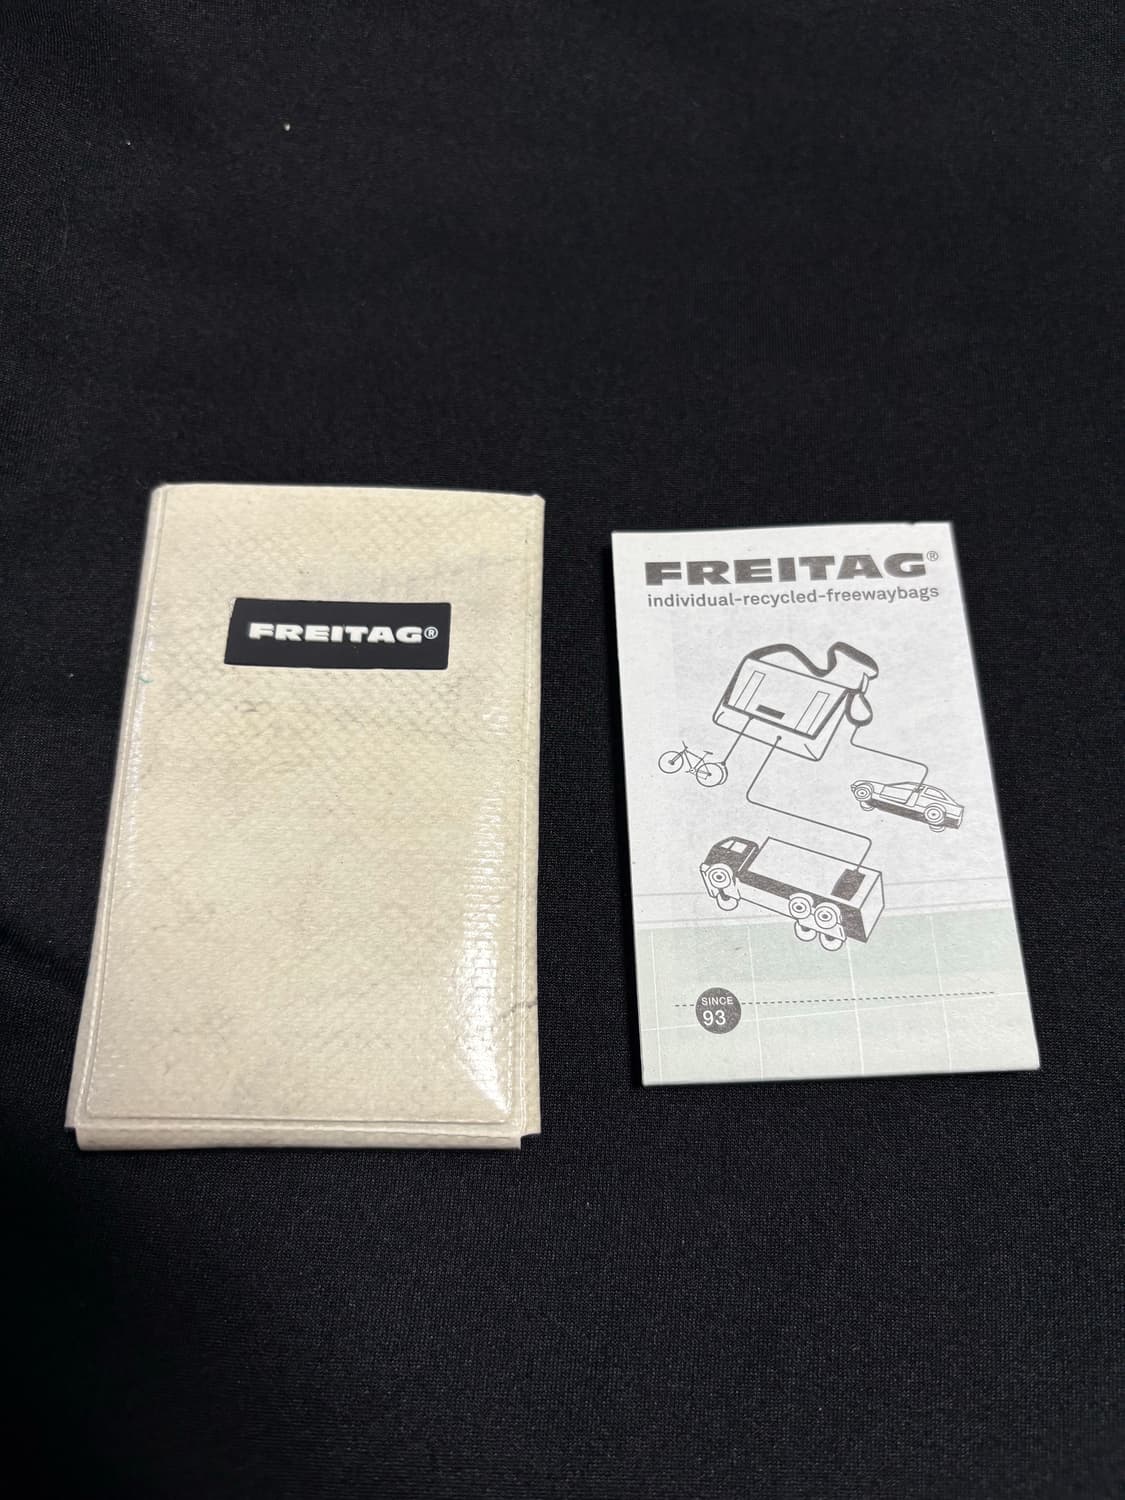 FREITAG®
FREITAG®
individual-recycled-freewaybags
SINCE
93